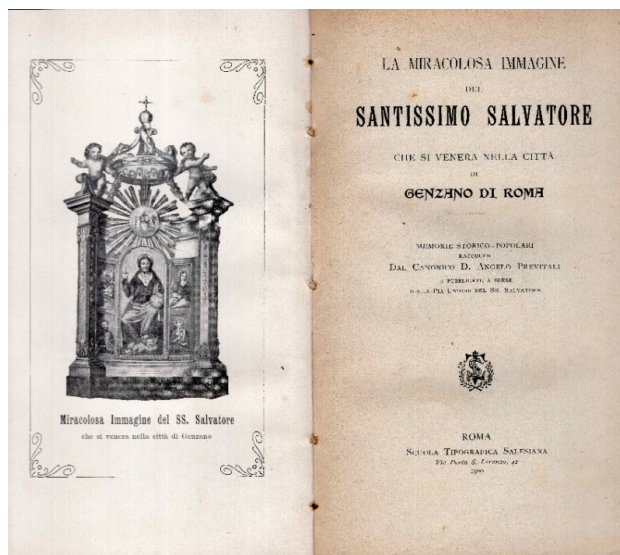 Miracolosa Immagine del SS. Salvatore
che si venera nella città di Genzano
LA MIRACOLOSA IMMAGINE
DEL
SANTISSIMO SALVATORE
CHE SI VENERA NELLA CITTÀ
DI
GENZANO DI ROMA
MEMORIE STORICO-POPOLARI
RACCOLTE
DAL CANONICO D. ANGELO PREVITALI
E PUBBLICATE A SPESE
DELLA PIA UNIONE DEL SS. SALVATORE
ROMA
SCUOLA TIPOGRAFICA SALESIANA
Via Porta S. Lorenzo, 42
1900